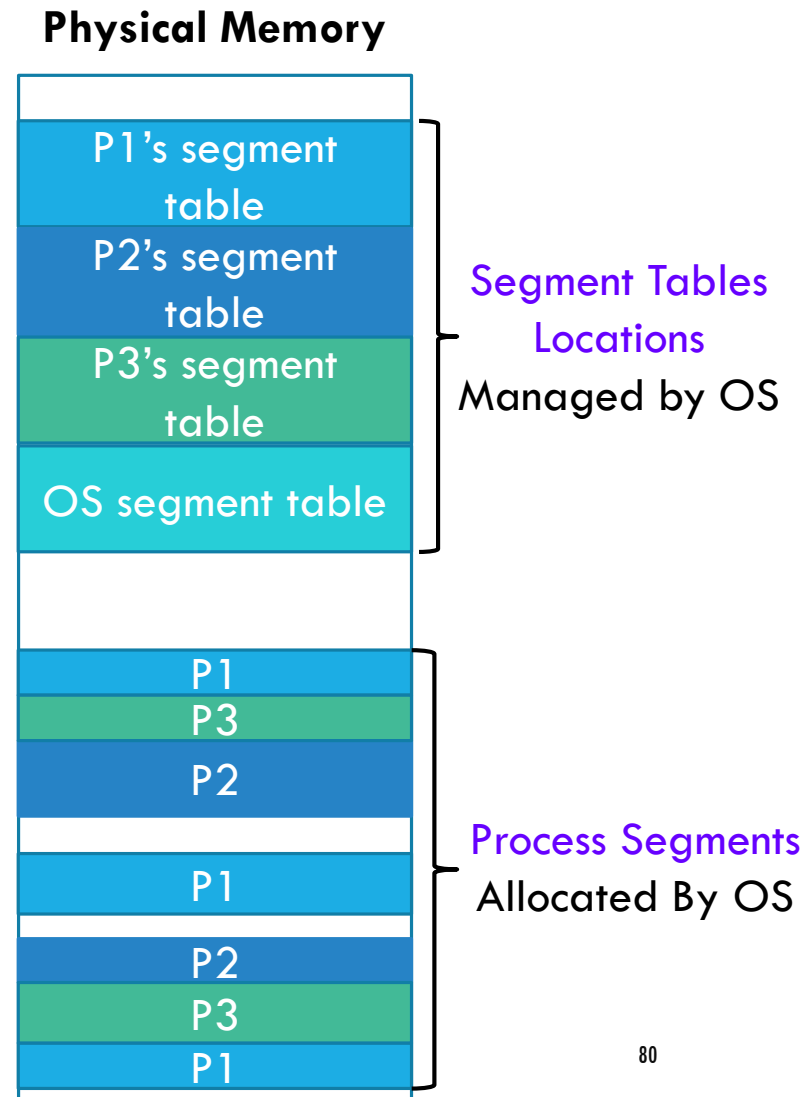 Physical Memory
P1's segment
table
P2's segment
table
P3's segment
table
OS segment table
Segment Tables
Locations
Managed by OS
P1
P3
P2
P1
P2
P3
P1
Process Segments
Allocated By OS
80